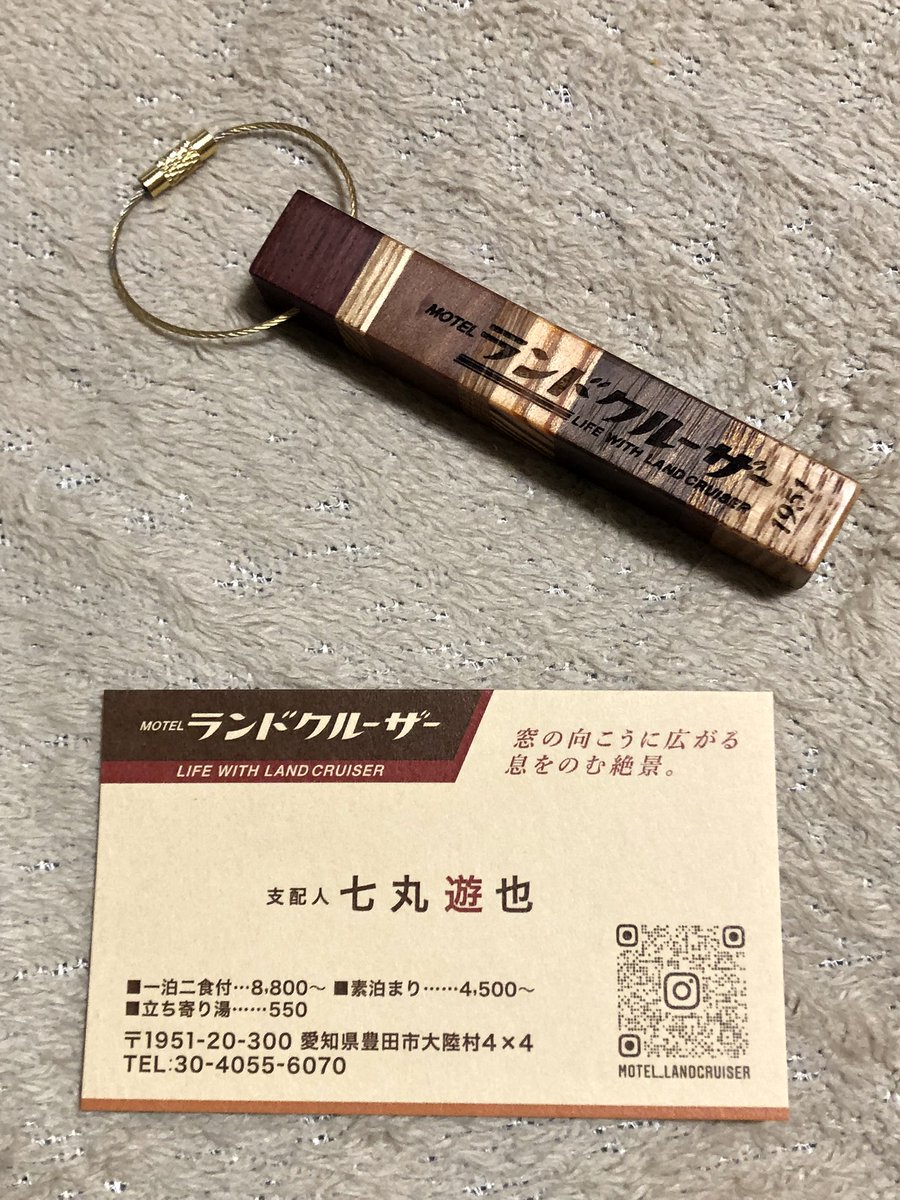 MOTEL ランドクルーザー
LIFE WITH LAND CRUISER
1951
MOTEL ランドクルーザー
LIFE WITH LAND CRUISER
窓の向こうに広がる
息をのむ絶景。
支配人 七丸遊也
■一泊二食付…8,800〜 ■素泊まり……4,500〜
■立ち寄り湯……550
〒1951-20-300 愛知県豊田市大陸村4×4
TEL:30-4055-6070
MOTEL_LANDCRUISER